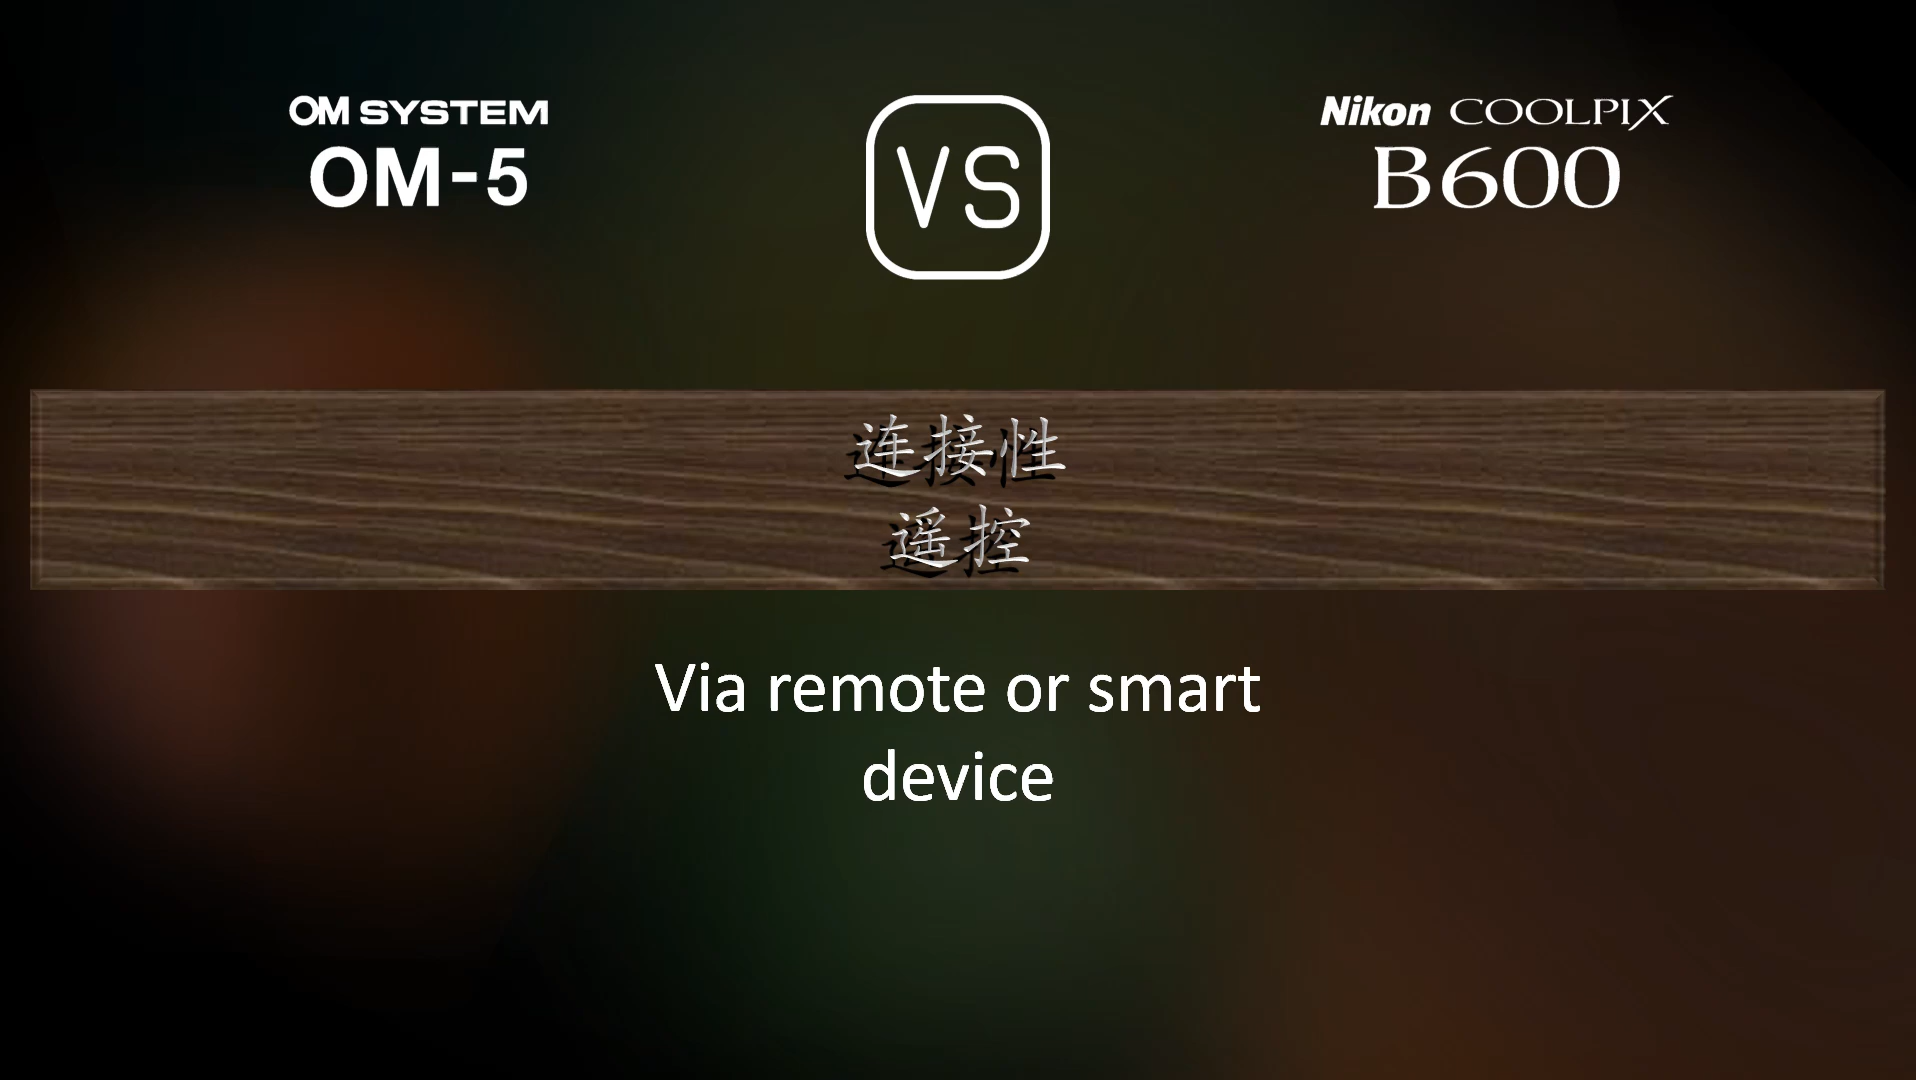 OM SYSTEM
OM-5
VS
Nikon COOLPIX
B600
连接性
遥控
Via remote or smart
device